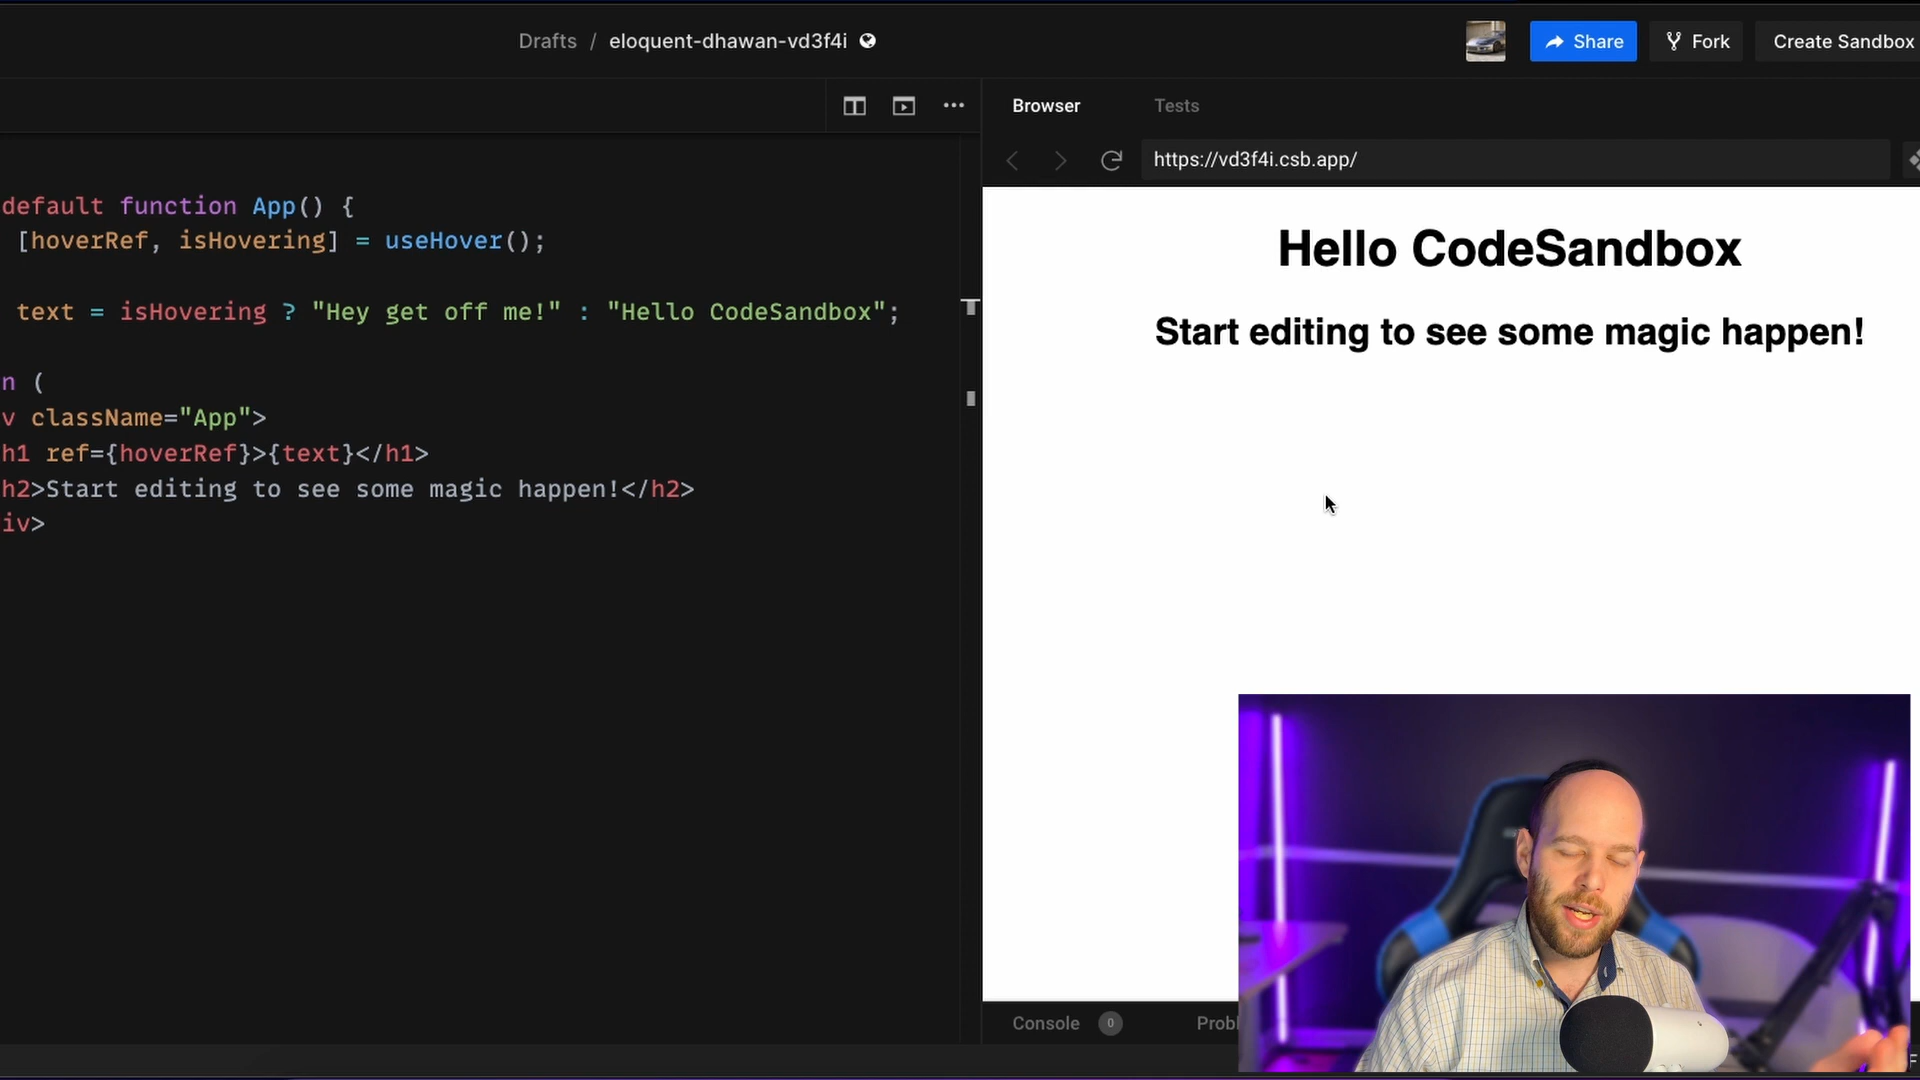 Drafts / eloquent-dhawan-vd3f4i
Share
Fork
Create Sandbox
Browser
Tests
https://vd3f4i.csb.app/
default function App() {
[hoverRef, isHovering] = useHover();
text = isHovering ? "Hey get off me!" : "Hello CodeSandbox";
n (
v className="App">
h1 ref={hoverRef}>{text}</h1>
h2>Start editing to see some magic happen!</h2>
iv>
Hello CodeSandbox
Start editing to see some magic happen!
Console 0
Probl